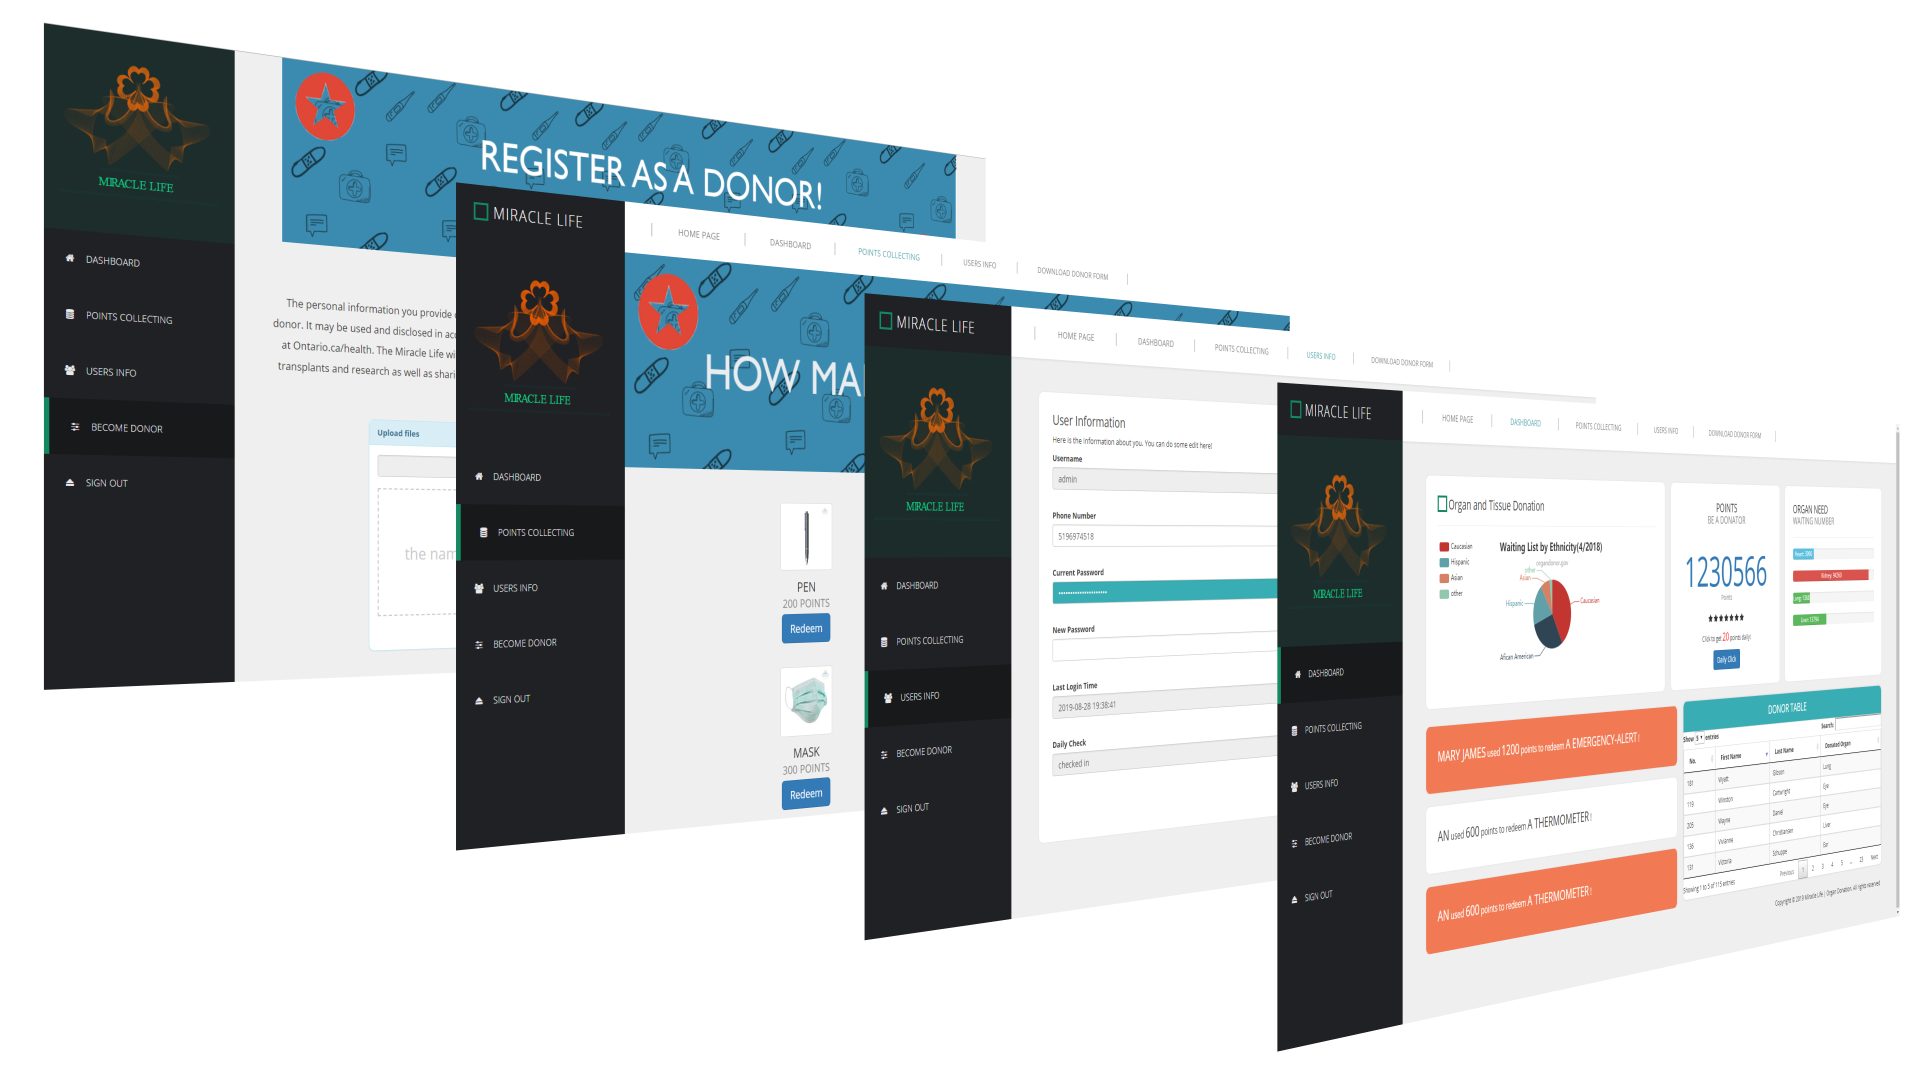 MIRACLE LIFE
DASHBOARD
POINTS COLLECTING
USERS INFO
BECOME DONOR
SIGN OUT
REGISTER AS A DONOR!
The personal information you provide
donor. It may be used and disclosed in
at Ontario.ca/health. The Miracle Life
transplants and research as well as
Upload files
the
MIRACLE LIFE
MIRACLE LIFE
DASHBOARD
POINTS COLLECTING
USERS INFO
BECOME DONOR
SIGN OUT
HOME PAGE
DASHBOARD
POINTS COLLECTING
USERS INFO
DOWNLOAD DONOR FORM
HOW MA
PEN
200 POINTS
Redeem
MASK
300 POINTS
Redeem
MIRACLE LIFE
MIRACLE LIFE
DASHBOARD
POINTS COLLECTING
USERS INFO
BECOME DONOR
SIGN OUT
HOME PAGE
DASHBOARD
POINTS COLLECTING
USERS INFO
DOWNLOAD DONOR FORM
User Information
Here is the information about you. You can do some edit here!
Username
admin
Phone Number
5196974518
Current Password
New Password
Last Login Time
2019-08-28 19:38:41
Daily Check
checked in
MIRACLE LIFE
MIRACLE LIFE
DASHBOARD
POINTS COLLECTING
USERS INFO
BECOME DONOR
SIGN OUT
HOME PAGE
DASHBOARD
POINTS COLLECTING
USERS INFO
DOWNLOAD DONOR FORM
Organ and Tissue Donation
Caucasian
Hispanic
Asian
other
Waiting List by Ethnicity(4/2018)
organdonor.gov
other
Asian
Hispanic
Caucasian
African American
POINTS
BE A DONATOR
1230566
Points
★★★★★★★
Click to get 20 points daily!
Daily Click
ORGAN NEED
WAITING NUMBER
MARY JAMES used 1200 points to redeem A EMERGENCY-ALERT!
AN used 600 points to redeem A THERMOMETER!
AN used 600 points to redeem A THERMOMETER!
DONOR TABLE
Show 5 entries
Search:
No. First Name Last Name Donated Organ
181 Wyatt Gibson Lung
119 Winston Cartwright Eye
205 Wayne Daniel Eye
136 Vivianne Christiansen Liver
131 Victoria Schuppe Ear
Showing 1 to 5 of 115 entries
Previous 1 2 3 4 5 ... 23 Next
Copyright © 2019 Miracle Life | Organ Donation. All rights reserved